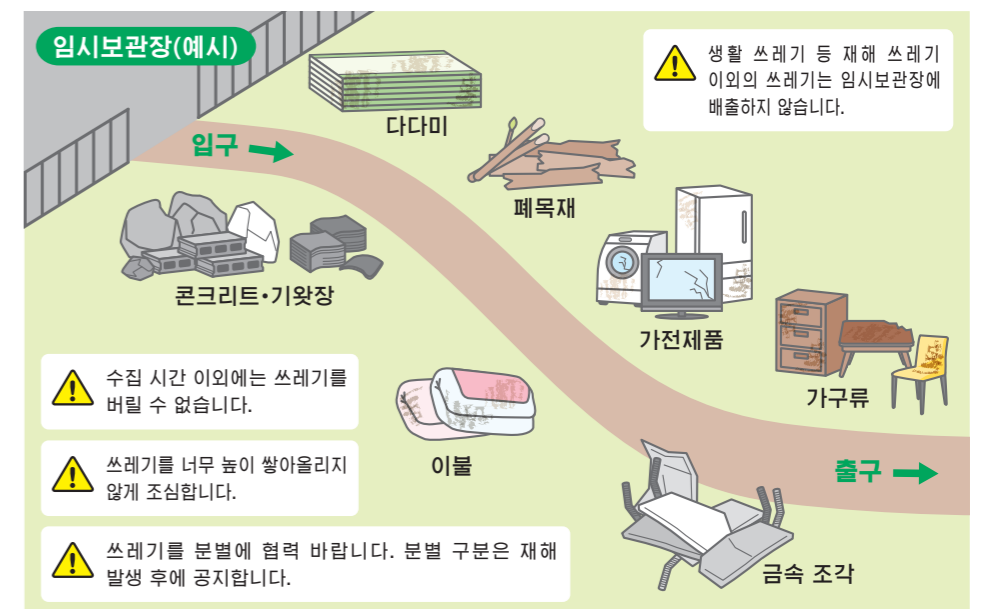 임시보관장(예시)
생활 쓰레기 등 재해 쓰레기
이외의 쓰레기는 임시보관장에
배출하지 않습니다.
다다미
입구
폐목재
콘크리트•기왓장
가전제품
가구류
수집 시간 이외에는 쓰레기를
버릴 수 없습니다.
이불
쓰레기를 너무 높이 쌓아올리지
않게 조심합니다.
출구
쓰레기를 분별에 협력 바랍니다. 분별 구분은 재해
발생 후에 공지합니다.
금속 조각